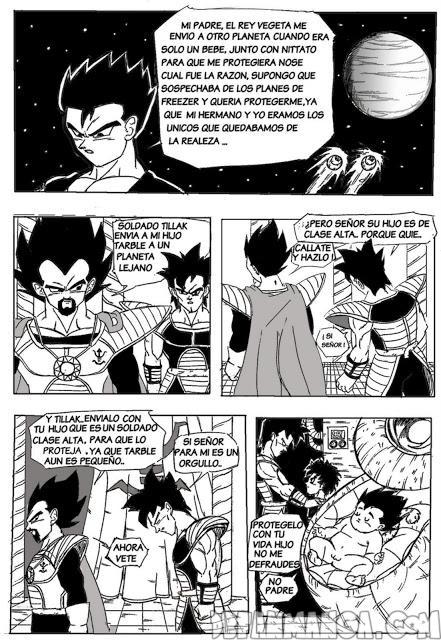 MI PADRE, EL REY VEGETA ME
ENVIO A OTRO PLANETA CUANDO ERA
SOLO UN BEBE, JUNTO CON NITTATO
PARA QUE ME PROTEGIERA NOSE
CUAL FUE LA RAZON, SUPONGO QUE
SOSPECHABA DE LOS PLANES DE
FREEZER Y QUERIA PROTEGERME,YA
QUE MI HERMANO Y YO ERAMOS LOS
UNICOS QUE QUEDABAMOS DE
LA REALEZA ...
SOLDADO TILLAK
ENVIA A MI HIJO
TARBLE A UN
PLANETA
LEJANO
¡PERO SEÑOR SU HIJO ES DE
CLASE ALTA. PORQUE QUIE..
CALLATE
Y HAZLO !
¡ SI
SEÑOR !
Y TILLAK..ENVIALO CON
TU HIJO QUE ES UN SOLDADO
CLASE ALTA, PARA QUE LO
PROTEJA ,YA QUE TARBLE
AUN ES PEQUEÑO..
SI SEÑOR
PARA MI ES UN
ORGULLO..
AHORA
VETE
PROTEGELO
CON TU
VIDA HIJO
NO ME
DEFRAUDES
NO
PADRE